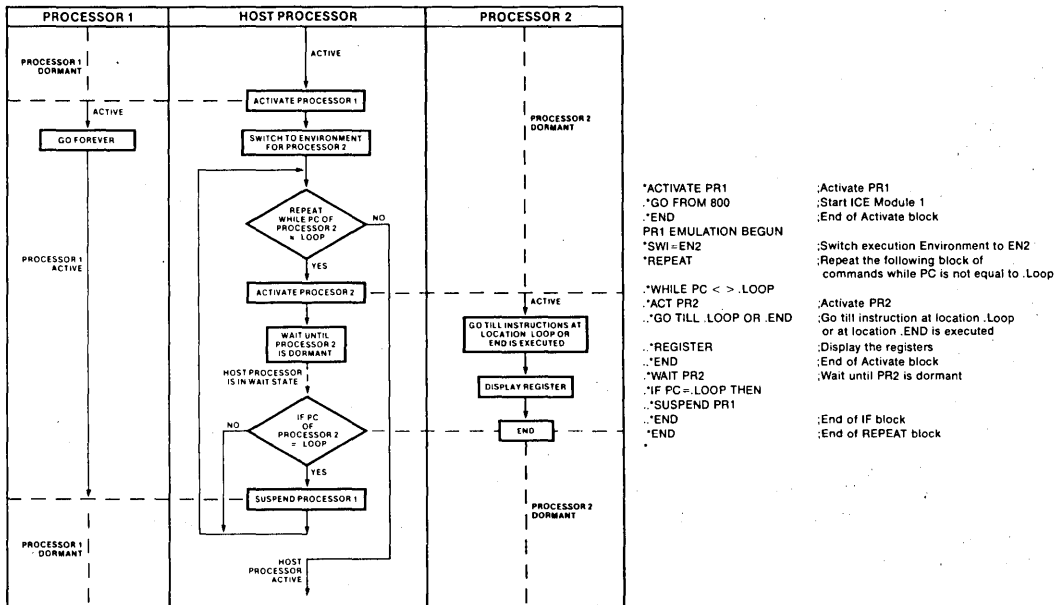 PROCESSOR 1
HOST PROCESSOR
PROCESSOR 2
PROCESSOR 1
DORMANT
ACTIVE
GO FOREVER
PROCESSOR 1
ACTIVE
PROCESSOR 1
DORMANT
ACTIVE
ACTIVATE PROCESSOR 1
SWITCH TO ENVIRONMENT
FOR PROCESSOR 2
REPEAT
WHILE PC OF
PROCESSOR 2
≠ LOOP
NO
YES
ACTIVATE PROCESOR 2
WAIT UNTIL
PROCESSOR 2
IS DORMANT
HOST PROCESSOR
IS IN WAIT STATE
IF PC
OF
PROCESSOR 2
= LOOP
NO
YES
SUSPEND PROCESSOR 1
HOST
PROCESSOR
ACTIVE
PROCESSOR 2
DORMANT
ACTIVE
GO TILL INSTRUCTIONS AT
LOCATION LOOP OR
END IS EXECUTED
DISPLAY REGISTER
END
PROCESSOR 2
DORMANT
*ACTIVATE PR1 ;Activate PR1
.*GO FROM 800 ;Start ICE Module 1
.*END ;End of Activate block
PR1 EMULATION BEGUN
*SWI=EN2 ;Switch execution Environment to EN2
*REPEAT ;Repeat the following block of
commands while PC is not equal to .Loop
.*WHILE PC < > .LOOP
.*ACT PR2 ;Activate PR2
..*GO TILL .LOOP OR .END ;Go till instruction at location .Loop
or at location .END is executed
..*REGISTER ;Display the registers
..*END ;End of Activate block
.*WAIT PR2 ;Wait until PR2 is dormant
.*IF PC=.LOOP THEN
..*SUSPEND PR1
..*END ;End of IF block
.*END ;End of REPEAT block
*